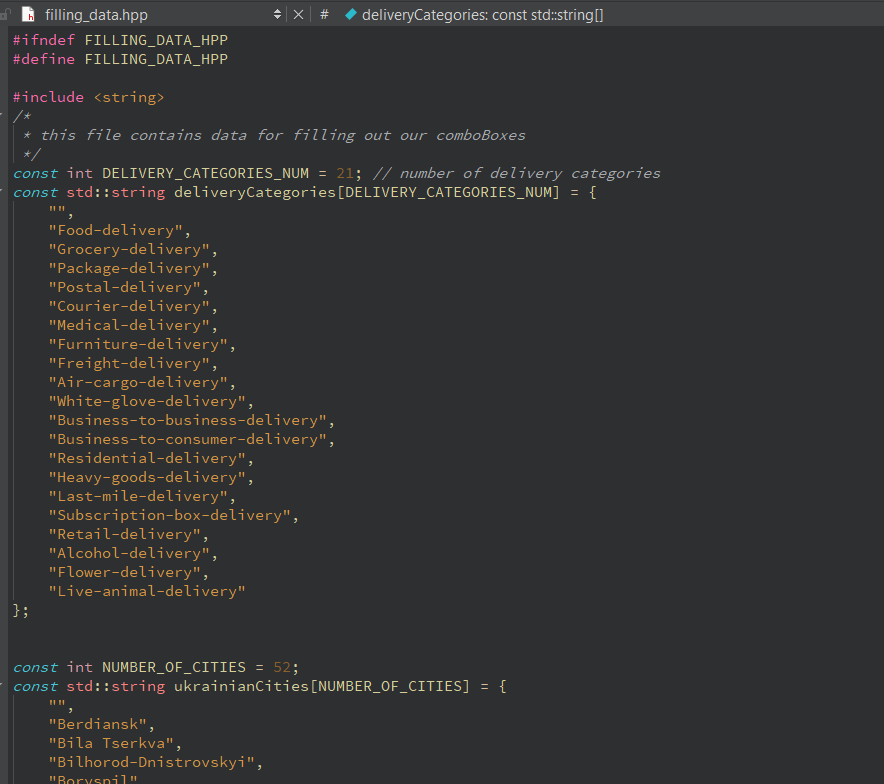 filling_data.hpp # deliveryCategories: const std::string[]
#ifndef FILLING_DATA_HPP
#define FILLING_DATA_HPP
#include <string>
/*
* this file contains data for filling out our comboBoxes
*/
const int DELIVERY_CATEGORIES_NUM = 21; // number of delivery categories
const std::string deliveryCategories[DELIVERY_CATEGORIES_NUM] = {
"",
"Food-delivery",
"Grocery-delivery",
"Package-delivery",
"Postal-delivery",
"Courier-delivery",
"Medical-delivery",
"Furniture-delivery",
"Freight-delivery",
"Air-cargo-delivery",
"White-glove-delivery",
"Business-to-business-delivery",
"Business-to-consumer-delivery",
"Residential-delivery",
"Heavy-goods-delivery",
"Last-mile-delivery",
"Subscription-box-delivery",
"Retail-delivery",
"Alcohol-delivery",
"Flower-delivery",
"Live-animal-delivery"
};
const int NUMBER_OF_CITIES = 52;
const std::string ukrainianCities[NUMBER_OF_CITIES] = {
"",
"Berdiansk",
"Bila Tserkva",
"Bilhorod-Dnistrovskyi",
"Boryspil"